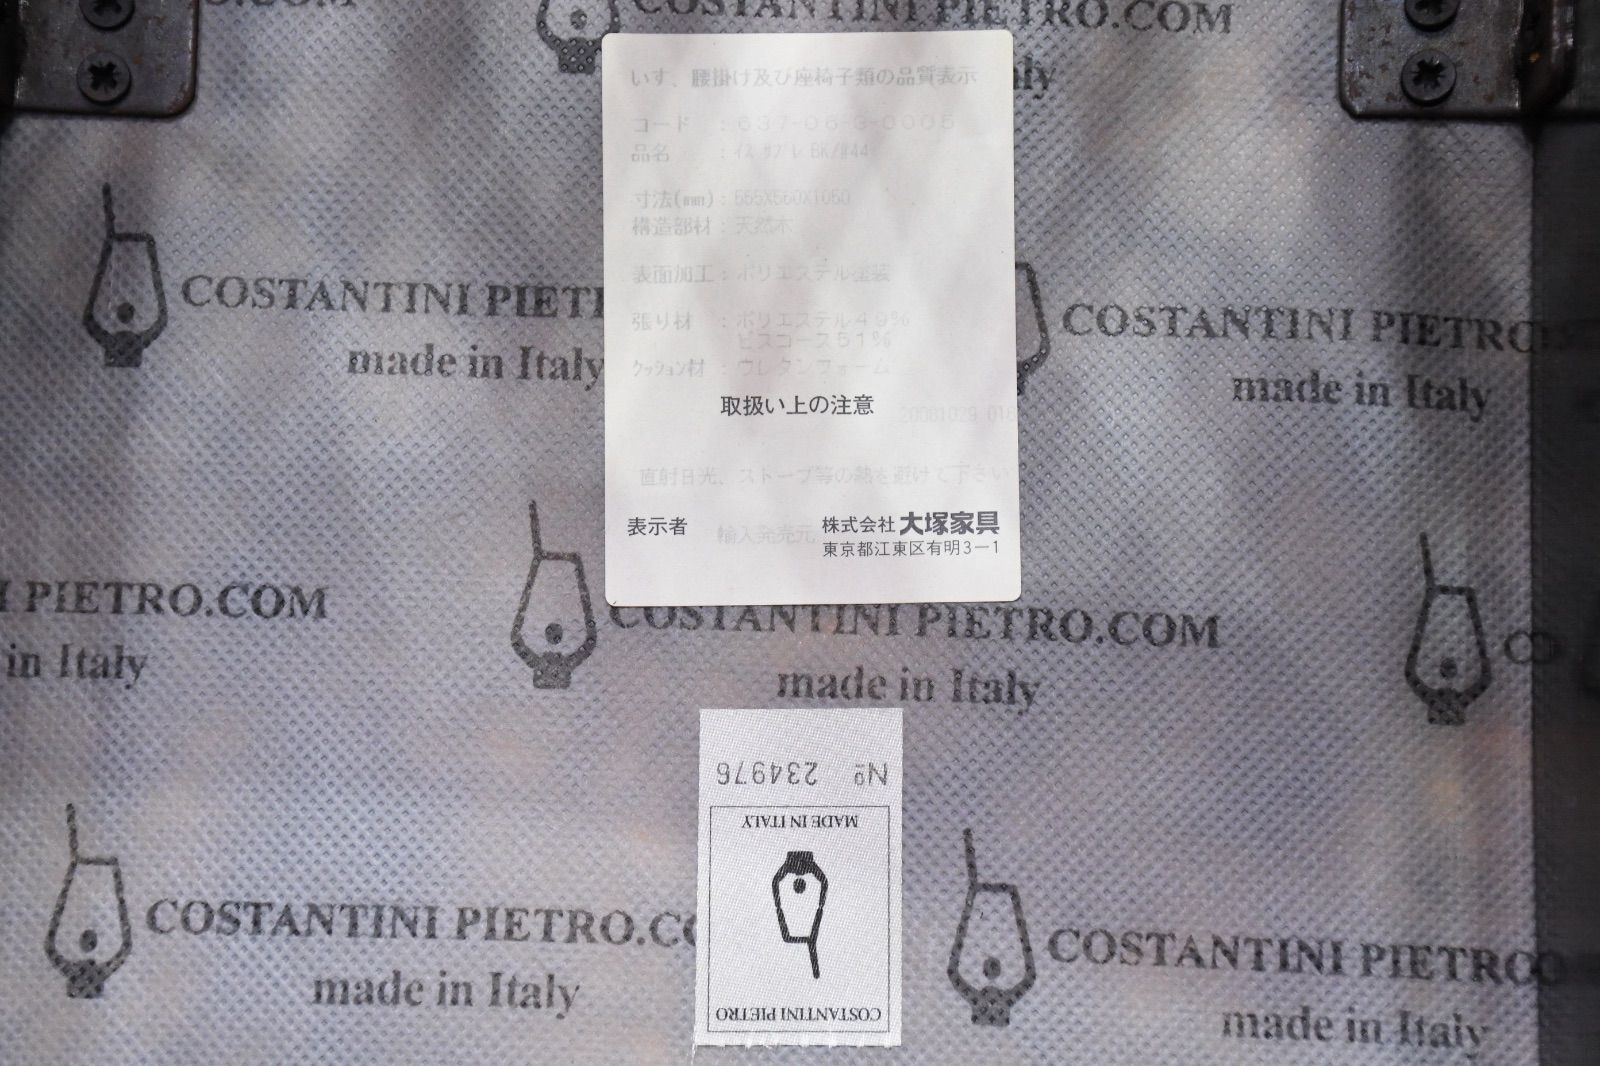 COSTANTINI PIETRO.COM
いす、腰掛け及び座椅子類の品質表示
コード :637-06-3-0005
品名 :イス サブレ BK/#44
寸法(mm):555X560X1050
構造部材:天然木
表面加工:ポリエステル塗装
張り材 :ポリエステル49%
ビスコース51%
クッション材:ウレタンフォーム
取扱い上の注意
直射日光、ストーブ等の熱を避けて下さい
輸入発売元
表示者 株式会社 大塚家具
東京都江東区有明3-1
COSTANTINI PIETR
made in Italy
COSTANTINI PIETRO
made in Italy
I PIETRO.COM
in Italy
COSTANTINI PIETRO.COM
made in Italy
COSTANTINI PIETRO.CO
made in Italy
COSTANTINI PIETRO
made in Italy
№ 234976
MADE IN ITALY
COSTANTINI PIETRO